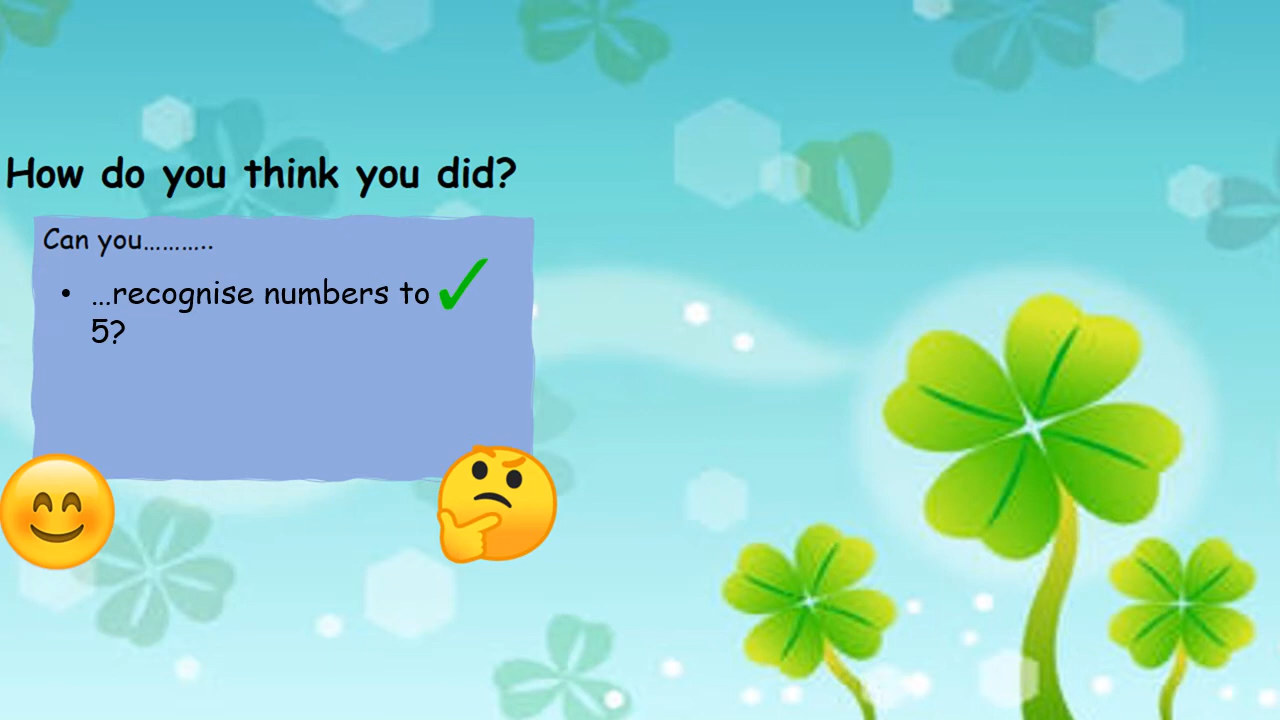 How do you think you did?
Can you………..
• …recognise numbers to
5?